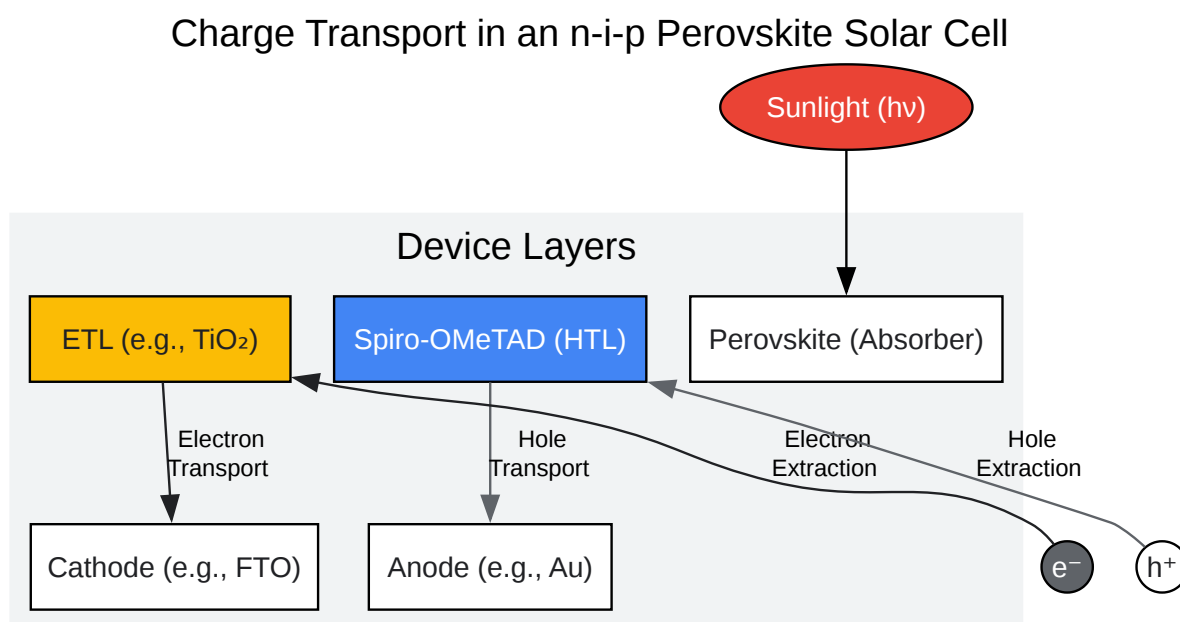 Charge Transport in an n-i-p Perovskite Solar Cell
Sunlight (hν)
Device Layers
ETL (e.g., TiO₂)
Spiro-OMeTAD (HTL)
Perovskite (Absorber)
Electron
Transport
Hole
Transport
Electron
Extraction
Hole
Extraction
Cathode (e.g., FTO)
Anode (e.g., Au)
e⁻
h⁺